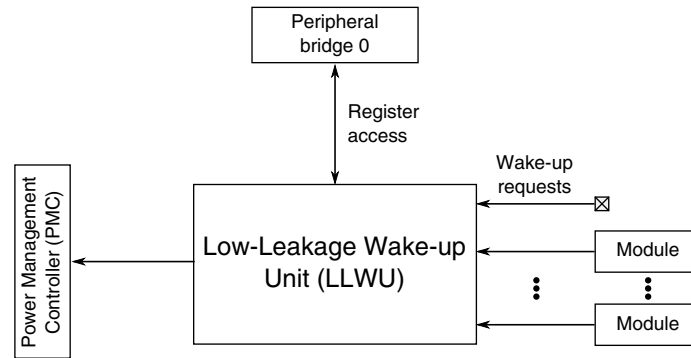 Peripheral
bridge 0
Register
access
Wake-up
requests
Power Management
Controller (PMC)
Low-Leakage Wake-up
Unit (LLWU)
Module
Module